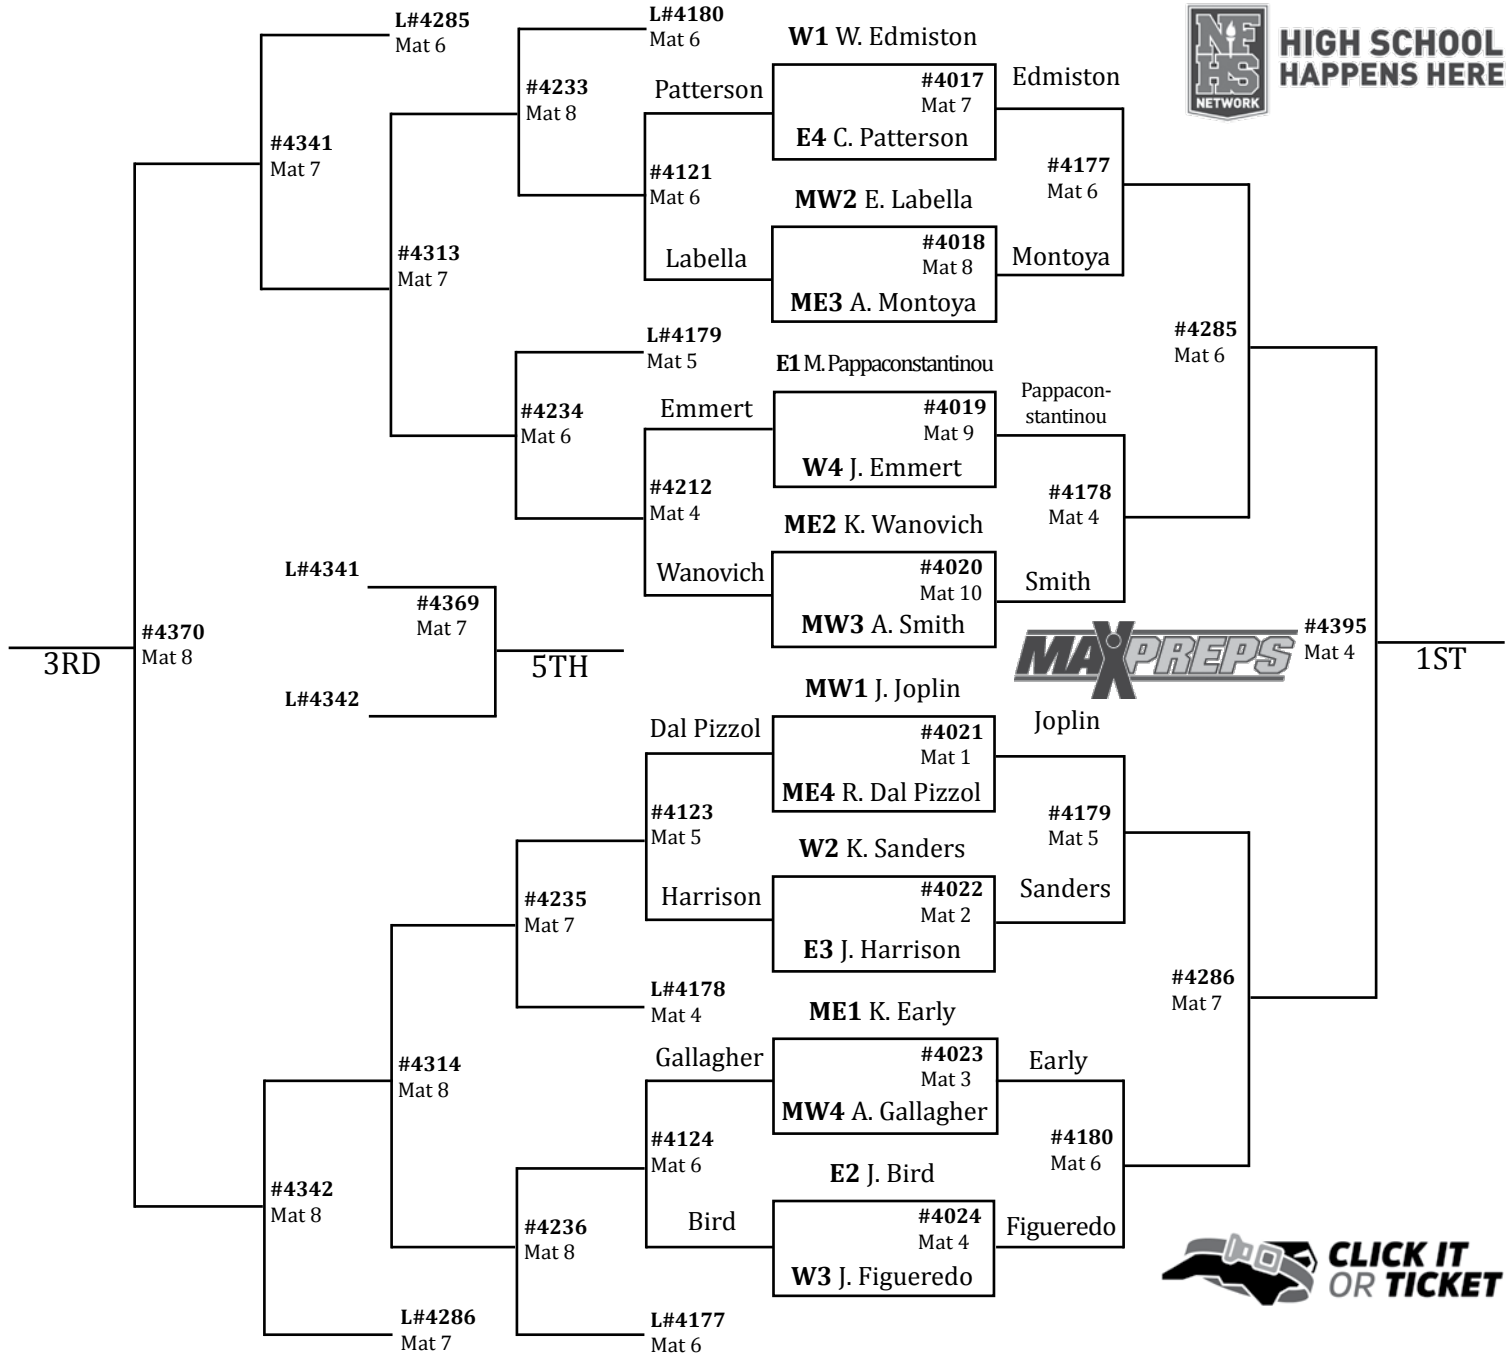 L#4285
Mat 6
L#4180
Mat 6
W1 W. Edmiston
NFHS
NETWORK
HIGH SCHOOL
HAPPENS HERE
#4233
Mat 8
Patterson
#4017
Mat 7
Edmiston
E4 C. Patterson
#4341
Mat 7
#4121
Mat 6
#4177
Mat 6
MW2 E. Labella
#4313
Mat 7
Labella
#4018
Mat 8
Montoya
ME3 A. Montoya
L#4179
Mat 5
#4285
Mat 6
E1 M. Pappaconstantinou
#4234
Mat 6
Emmert
#4019
Mat 9
Pappacon-
stantinou
W4 J. Emmert
#4212
Mat 4
#4178
Mat 4
ME2 K. Wanovich
L#4341
Wanovich
#4020
Mat 10
Smith
MW3 A. Smith
#4369
Mat 7
#4370
Mat 8
3RD
5TH
MAXPREPS
#4395
Mat 4
1ST
L#4342
MW1 J. Joplin
Dal Pizzol
#4021
Mat 1
Joplin
ME4 R. Dal Pizzol
#4123
Mat 5
#4179
Mat 5
W2 K. Sanders
#4235
Mat 7
Harrison
#4022
Mat 2
Sanders
E3 J. Harrison
L#4178
Mat 4
#4286
Mat 7
ME1 K. Early
#4314
Mat 8
Gallagher
#4023
Mat 3
Early
MW4 A. Gallagher
#4124
Mat 6
#4180
Mat 6
E2 J. Bird
#4342
Mat 8
#4236
Mat 8
Bird
#4024
Mat 4
Figueredo
W3 J. Figueredo
CLICK IT
OR TICKET
L#4286
Mat 7
L#4177
Mat 6